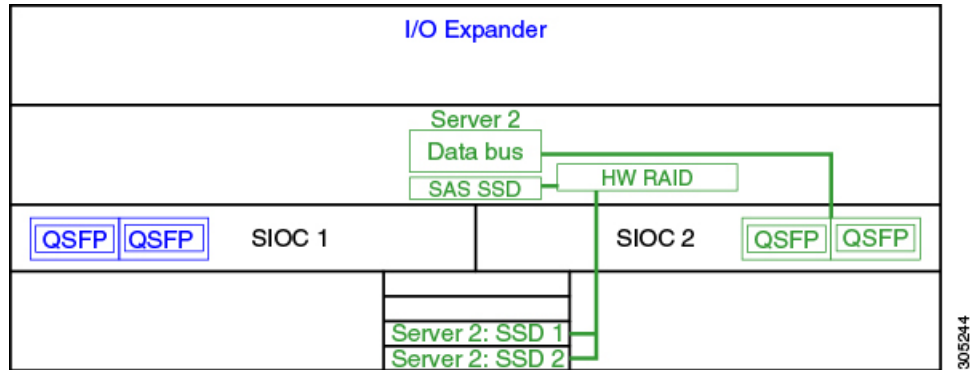 I/O Expander
Server 2
Data bus
SAS SSD
HW RAID
QSFP QSFP SIOC 1 SIOC 2 QSFP QSFP
Server 2: SSD 1
Server 2: SSD 2
305244